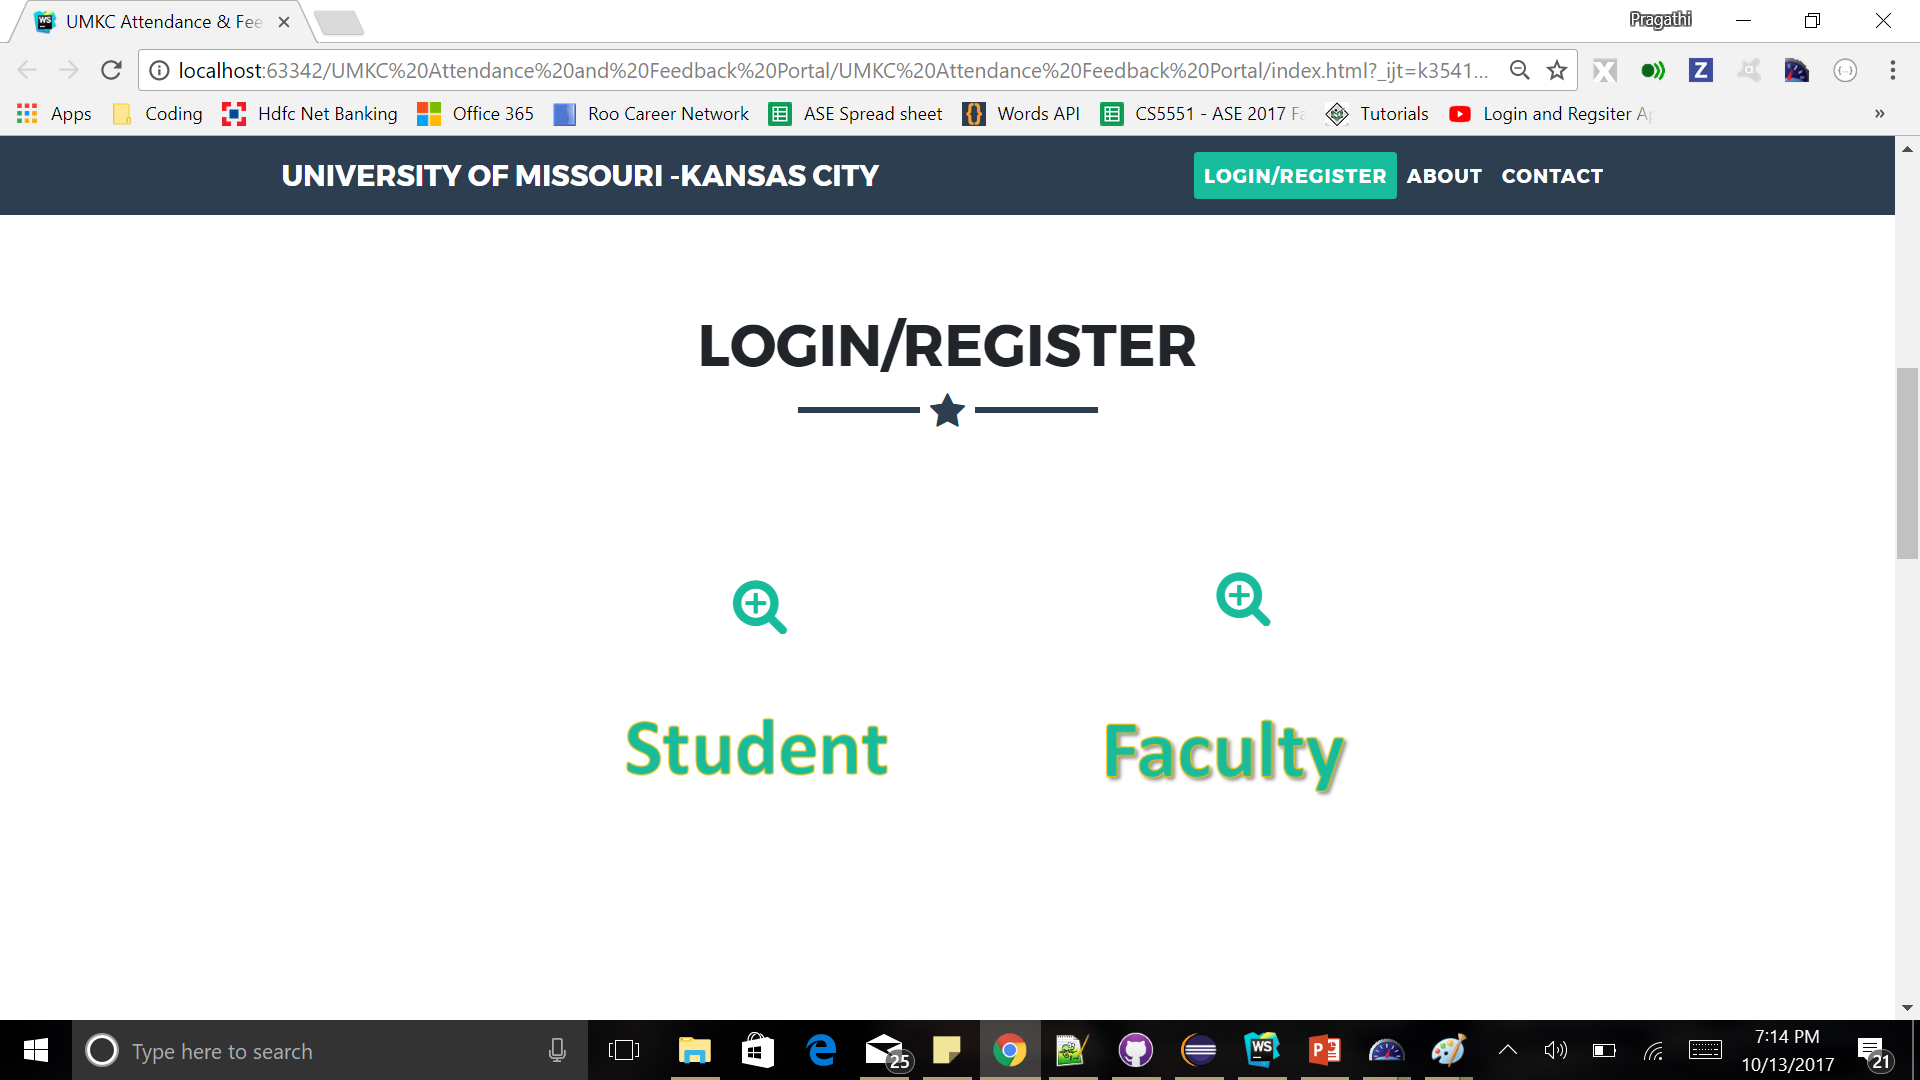 UMKC Attendance & Fee
Pragathi
localhost:63342/UMKC%20Attendance%20and%20Feedback%20Portal/UMKC%20Attendance%20Feedback%20Portal/index.html?_ijt=k3541...
Apps Coding Hdfc Net Banking Office 365 Roo Career Network ASE Spread sheet Words API CS5551 - ASE 2017 Fa Tutorials Login and Regsiter Ap »
UNIVERSITY OF MISSOURI -KANSAS CITY
LOGIN/REGISTER ABOUT CONTACT
LOGIN/REGISTER
Student Faculty
Type here to search
25
WS
7:14 PM
10/13/2017
21